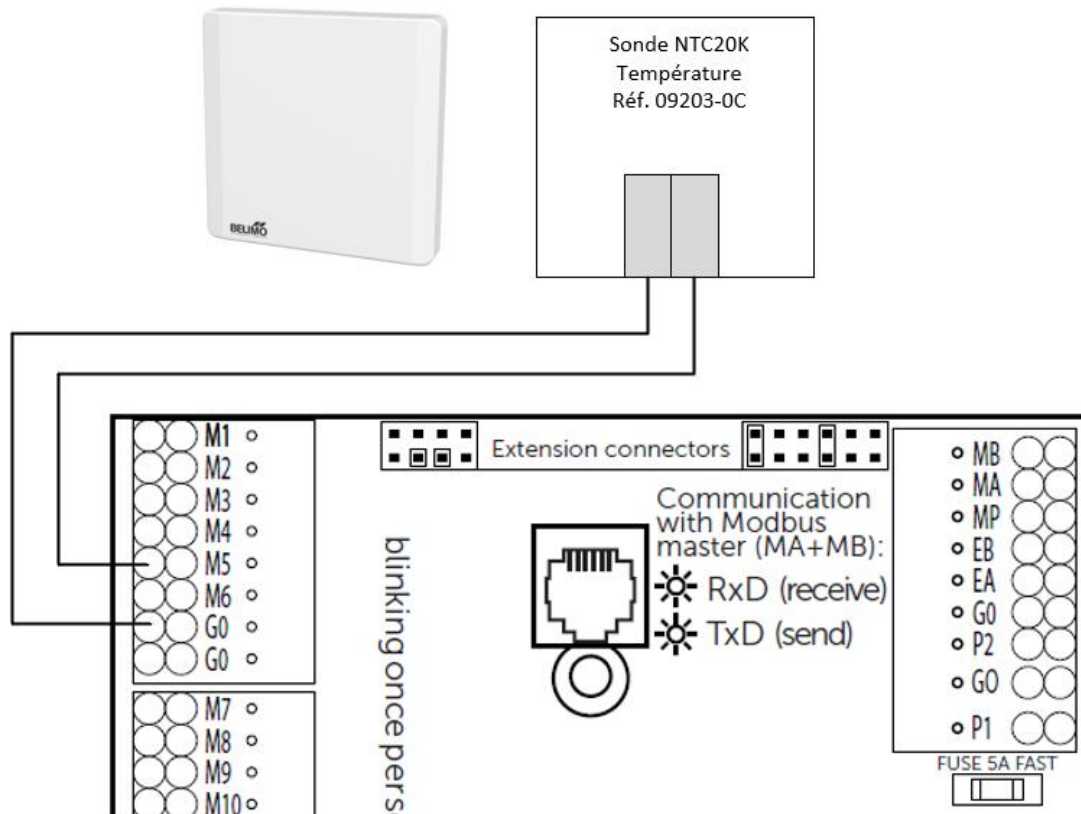 BELIMO
Sonde NTC20K
Température
Réf. 09203-0C
M1
M2
M3
M4
M5
M6
G0
G0
M7
M8
M9
M10
Extension connectors
blinking once per s
Communication
with Modbus
master (MA+MB):
RxD (receive)
TxD (send)
MB
MA
MP
EB
EA
G0
P2
GO
P1
FUSE 5A FAST